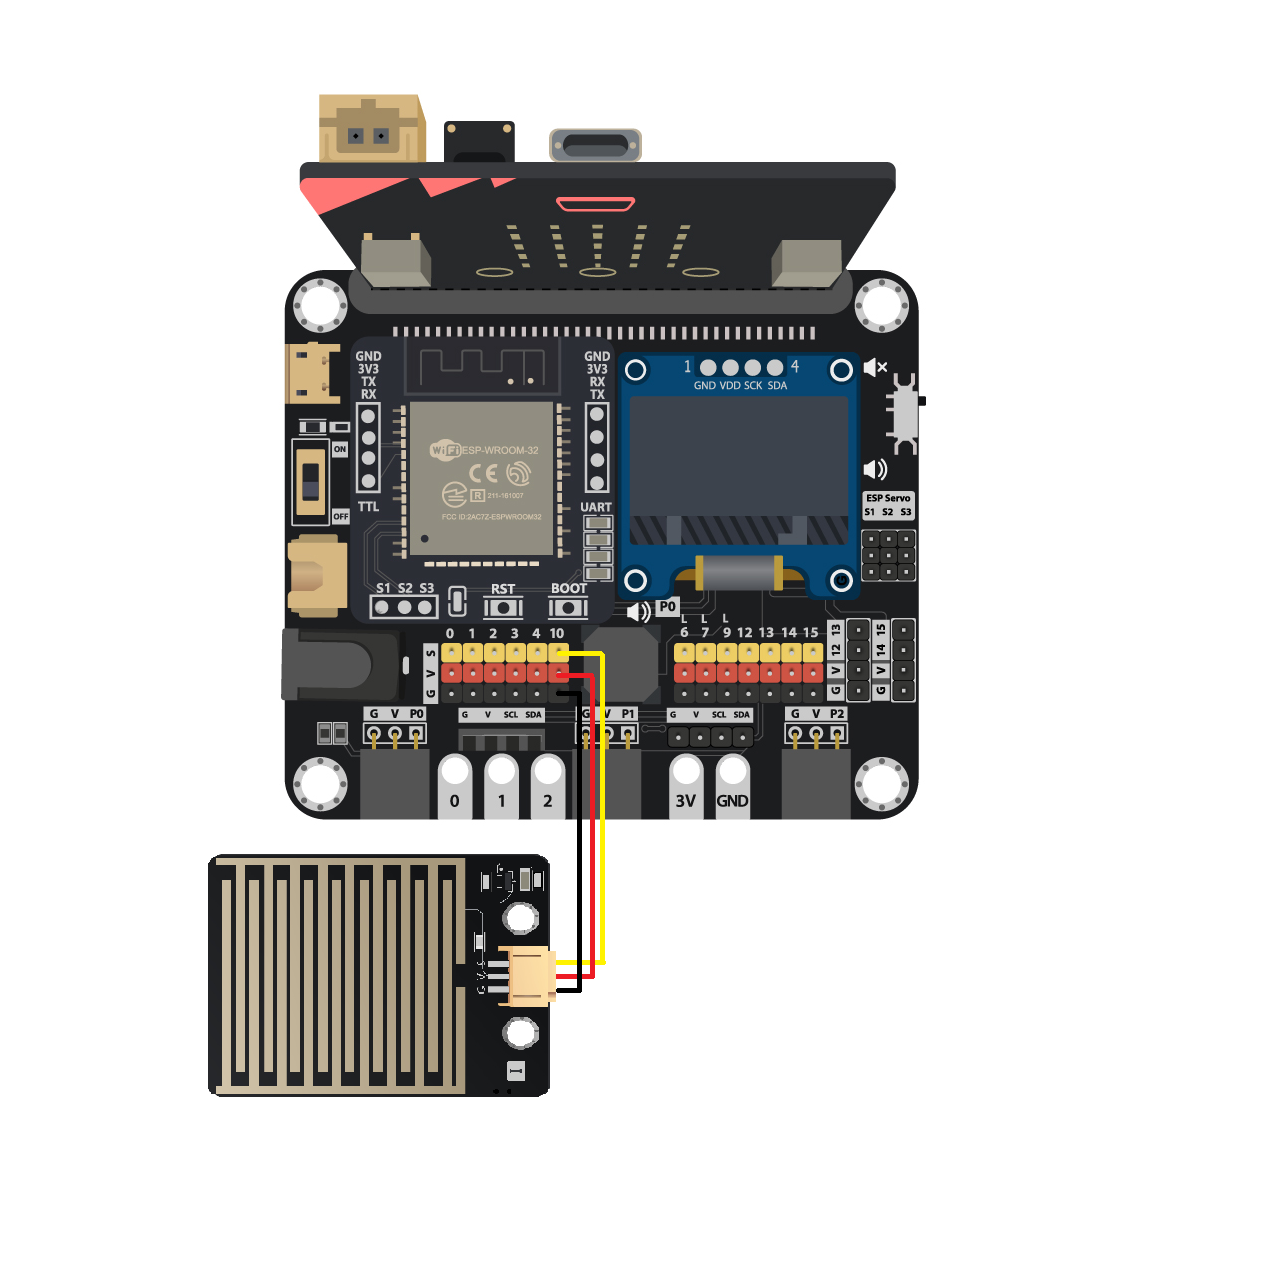 1 4
GND VDD SCK SDA
GND
3V3
TX
RX
GND
3V3
RX
TX
ON
OFF
WiFi ESP-WROOM-32
CE
R 211-161007
FCC ID:2AC7Z-ESPWROOM32
TTL
UART
ESP Servo
S1 S2 S3
S1 S2 S3
RST
BOOT
P0
L L L
0 1 2 3 4 10
6 7 9 12 13 14 15
S
V
G
13
12
V
G
15
14
V
G
G V P0
G V SCL SDA
G V P1
G V SCL SDA
G V P2
0 1 2 3V GND
V
G
I